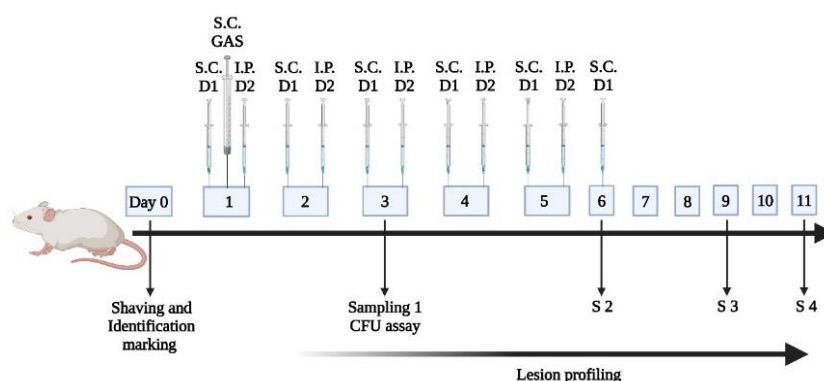 S.C.
GAS
S.C. I.P. S.C. I.P. S.C. I.P. S.C. I.P. S.C. I.P. S.C.
D1 D2 D1 D2 D1 D2 D1 D2 D1 D2 D1
Day 0 1 2 3 4 5 6 7 8 9 10 11
Shaving and Sampling 1 S 2 S 3 S 4
Identification CFU assay
marking
Lesion profiling